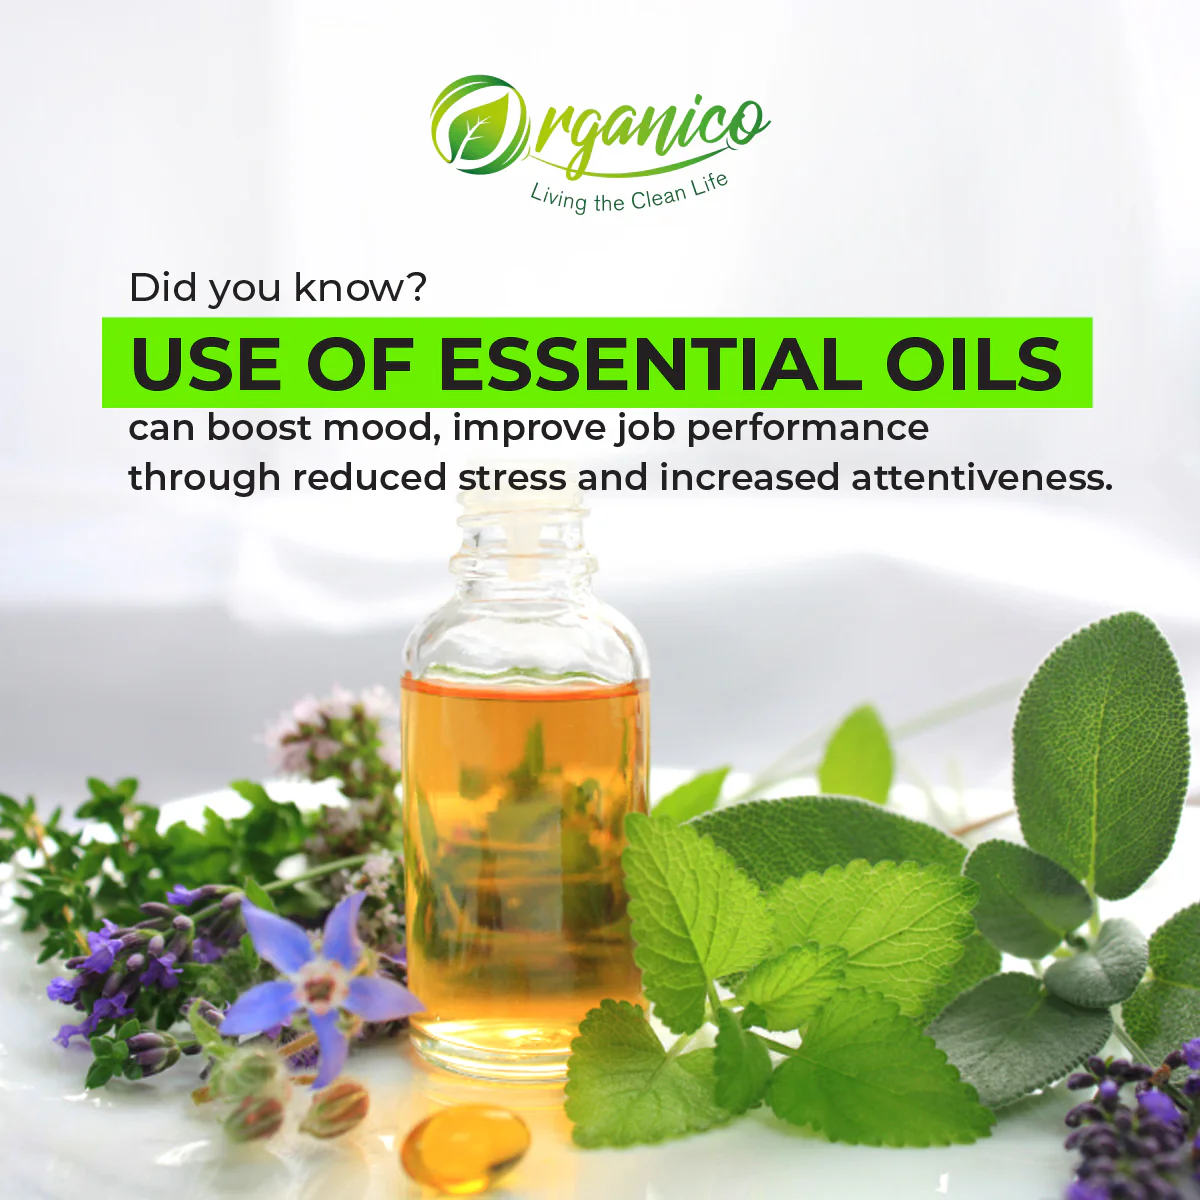 Organico
Living the Clean Life
Did you know?
USE OF ESSENTIAL OILS
can boost mood, improve job performance
through reduced stress and increased attentiveness.